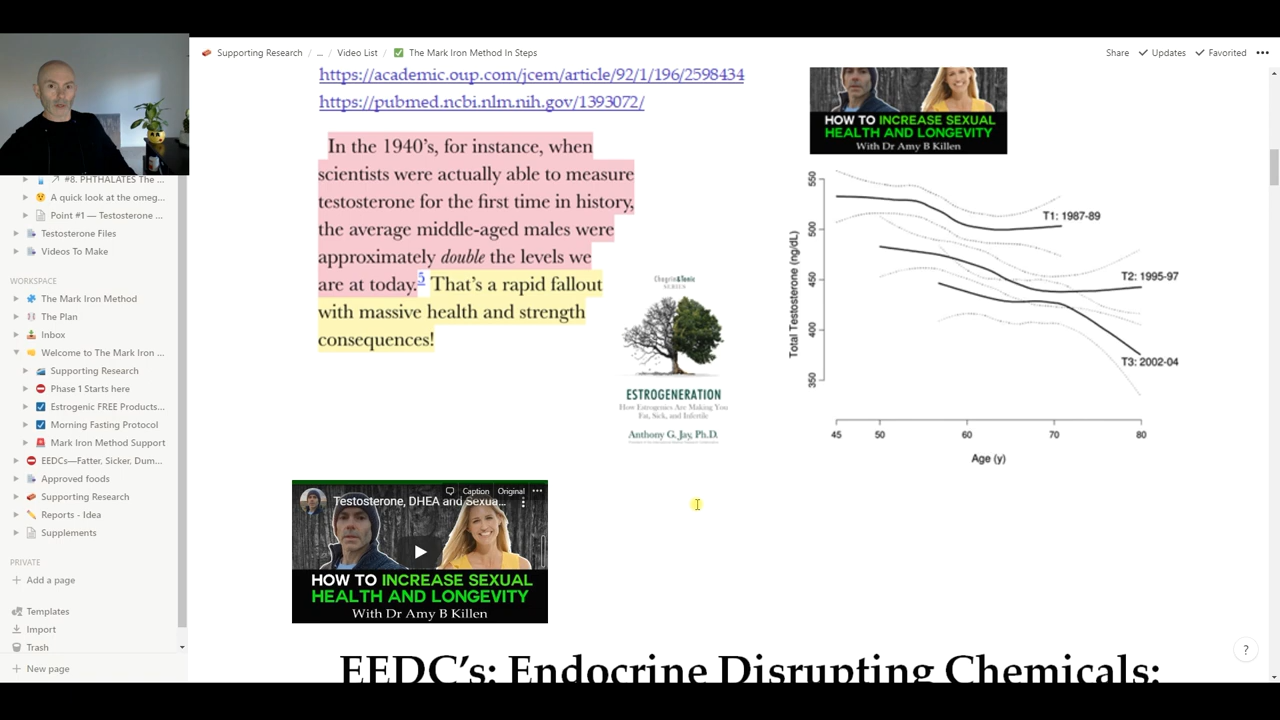 Supporting Research / ... / Video List / The Mark Iron Method In Steps
Share Updates Favorited
#8. PHTHALATES The ...
A quick look at the omeg...
Point #1 — Testosterone ...
Testosterone Files
Videos To Make
WORKSPACE
The Mark Iron Method
The Plan
Inbox
Welcome to The Mark Iron ...
Supporting Research
Phase 1 Starts here
Estrogenic FREE Products...
Morning Fasting Protocol
Mark Iron Method Support
EEDCs—Fatter, Sicker, Dum...
Approved foods
Supporting Research
Reports - Idea
Supplements
PRIVATE
Add a page
Templates
Import
Trash
New page
https://academic.oup.com/jcem/article/92/1/196/2598434
https://pubmed.ncbi.nlm.nih.gov/1393072/
In the 1940's, for instance, when
scientists were actually able to measure
testosterone for the first time in history,
the average middle-aged males were
approximately double the levels we
are at today.5 That's a rapid fallout
with massive health and strength
consequences!
SERIES
ESTROGENERATION
How Estrogenics Are Making You
Fat, Sick, and Infertile
Anthony G. Jay, Ph.D.
HOW TO INCREASE SEXUAL
HEALTH AND LONGEVITY
With Dr Amy B Killen
Total Testosterone (ng/dL)
550
500
450
400
350
T1: 1987-89
T2: 1995-97
T3: 2002-04
45 50 60 70 80
Age (y)
Caption Original
Testosterone, DHEA and Sexua...
HOW TO INCREASE SEXUAL
HEALTH AND LONGEVITY
With Dr Amy B Killen
EEDC's: Endocrine Disrupting Chemicals:
?